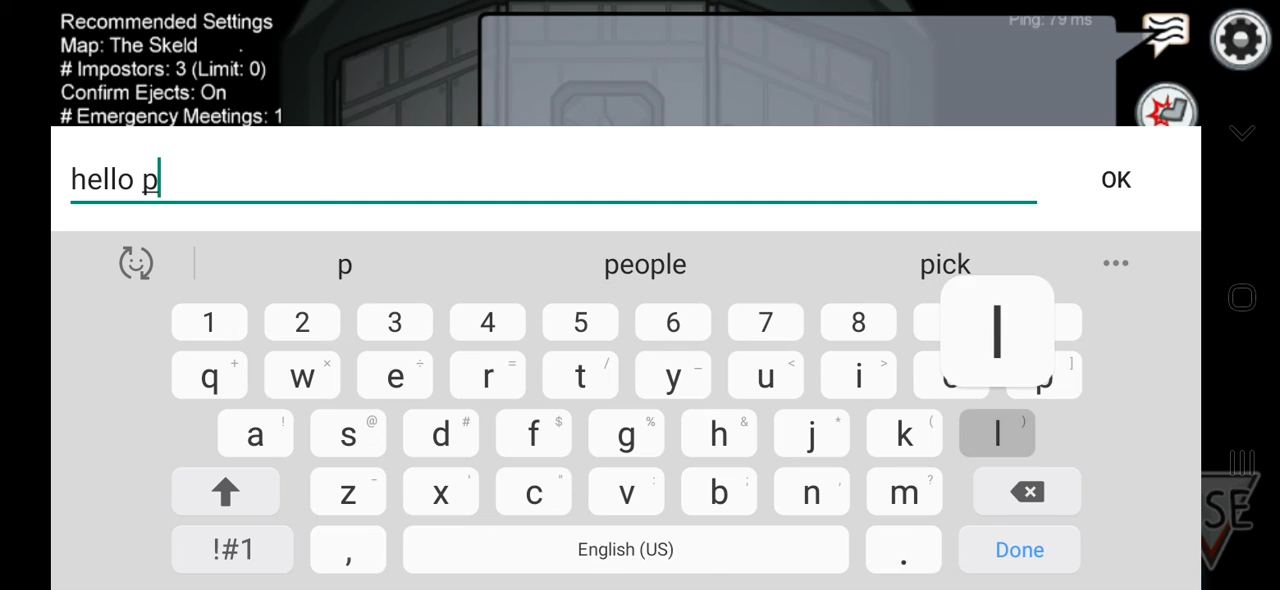 Recommended Settings
Map: The Skeld
# Impostors: 3 (Limit: 0)
Confirm Ejects: On
# Emergency Meetings: 1
Ping: 79 ms
hello p
OK
p people pick •••
l
1 2 3 4 5 6 7 8
q + w × e ÷ r = t / y _ u < i > p ]
a ! s @ d # f $ g % h & j * k ( l )
z - x ' c " v : b ; n , m ?
!#1 , English (US) . Done
SE